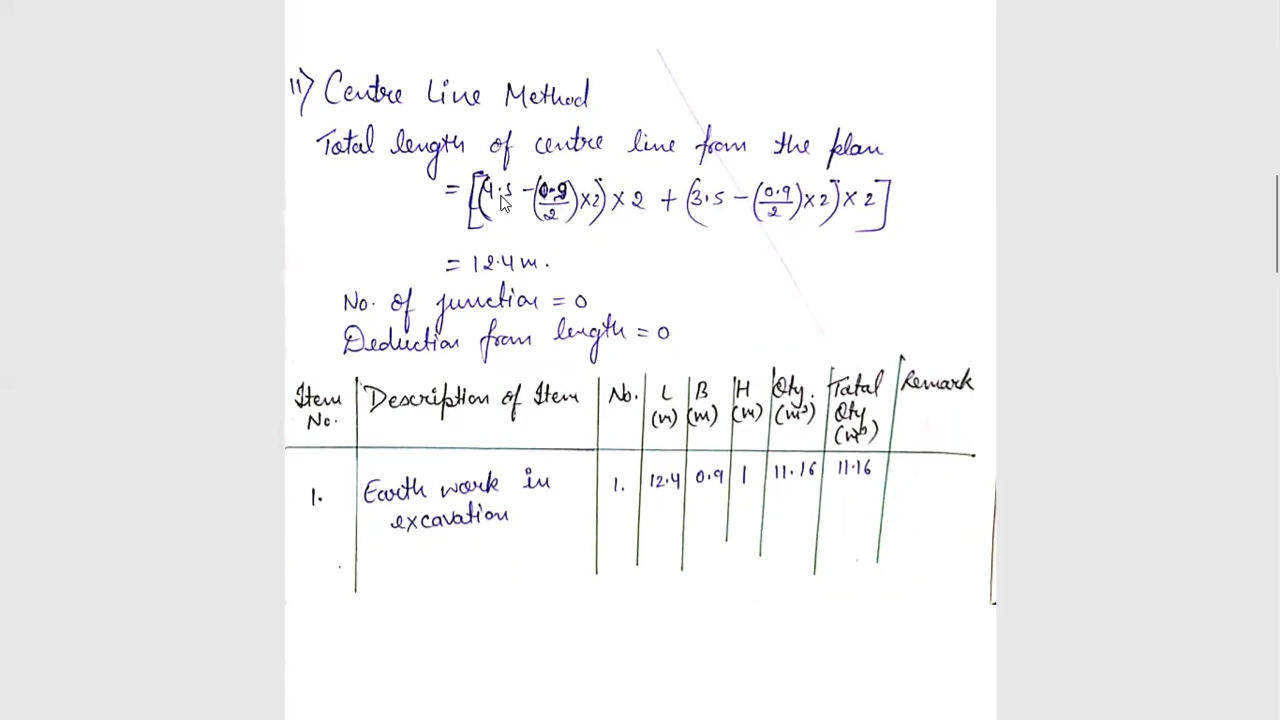 11) Centre Line Method
Total length of centre line from the plan
= [(4.5 - (0.9/2) × 2) × 2 + (3.5 - (0.9/2) × 2) × 2]
= 12.4 m.
No. of junction = 0
Deduction from length = 0
Item No. Description of Item No. L (m) B (m) H (m) Qty. (m³) Total Qty (m³) Remark
1. Earth work in excavation 1. 12.4 0.9 1 11.16 11.16